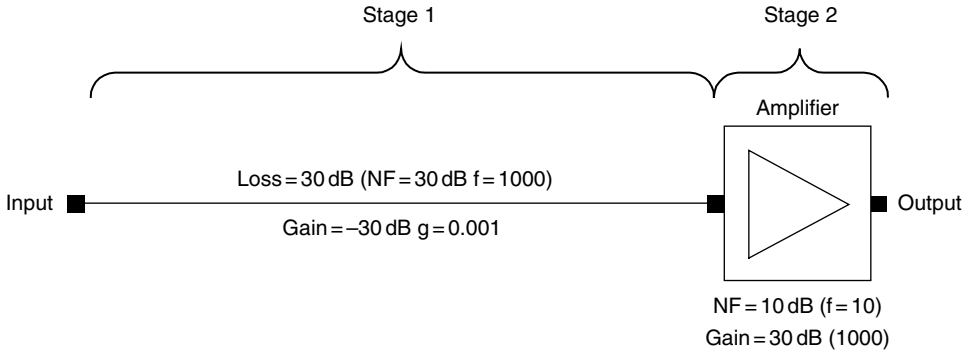 Stage 1
Stage 2
Amplifier
Loss = 30 dB (NF = 30 dB f = 1000)
Input
Output
Gain = –30 dB g = 0.001
NF = 10 dB (f = 10)
Gain = 30 dB (1000)